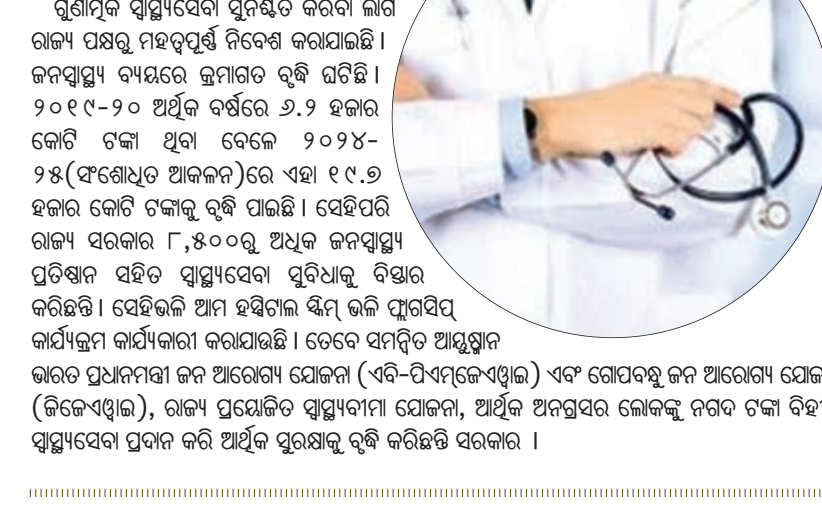 ଗୁଣାତ୍ମକ ସ୍ୱାସ୍ଥ୍ୟସେବା ସୁନିଶ୍ଚିତ କରିବା ଲାଗି
ରାଜ୍ୟ ପକ୍ଷରୁ ମହତ୍ୱପୂର୍ଣ୍ଣ ନିବେଶ କରାଯାଇଛି ।
ଜନସ୍ୱାସ୍ଥ୍ୟ ବ୍ୟୟରେ କ୍ରମାଗତ ବୃଦ୍ଧି ଘଟିଛି ।
୨୦୧୯-୨୦ ଅର୍ଥିକ ବର୍ଷରେ ୬.୨ ହଜାର
କୋଟି ଟଙ୍କା ଥିବା ବେଳେ ୨୦୨୪-
୨୫(ସଂଶୋଧିତ ଆକଳନ)ରେ ଏହା ୧୯.୭
ହଜାର କୋଟି ଟଙ୍କାକୁ ବୃଦ୍ଧି ପାଇଛି । ସେହିପରି
ରାଜ୍ୟ ସରକାର ୮,୫୦୦ରୁ ଅଧିକ ଜନସ୍ୱାସ୍ଥ୍ୟ
ପ୍ରତିଷ୍ଠାନ ସହିତ ସ୍ୱାସ୍ଥ୍ୟସେବା ସୁବିଧାକୁ ବିସ୍ତାର
କରିଛନ୍ତି । ସେହିଭଳି ଆମ ହସ୍ପିଟାଲ ସ୍କିମ୍ ଭଳି ଫ୍ଲାଗସିପ୍
କାର୍ଯ୍ୟକ୍ରମ କାର୍ଯ୍ୟକାରୀ କରାଯାଉଛି । ତେବେ ସମନ୍ୱିତ ଆୟୁଷ୍ମାନ
ଭାରତ ପ୍ରଧାନମନ୍ତ୍ରୀ ଜନ ଆରୋଗ୍ୟ ଯୋଜନା (ଏବି-ପିଏମ୍‌ଜେଏୱାଇ) ଏବଂ ଗୋପବନ୍ଧୁ ଜନ ଆରୋଗ୍ୟ
(ଜିଜେଏୱାଇ), ରାଜ୍ୟ ପ୍ରୟୋଜିତ ସ୍ୱାସ୍ଥ୍ୟବୀମା ଯୋଜନା, ଆର୍ଥିକ ଅନଗ୍ରସର ଲୋକଙ୍କୁ ନଗଦ ଟଙ୍କା
ସ୍ୱାସ୍ଥ୍ୟସେବା ପ୍ରଦାନ କରି ଆର୍ଥିକ ସୁରକ୍ଷାକୁ ବୃଦ୍ଧି କରିଛନ୍ତି ସରକାର ।